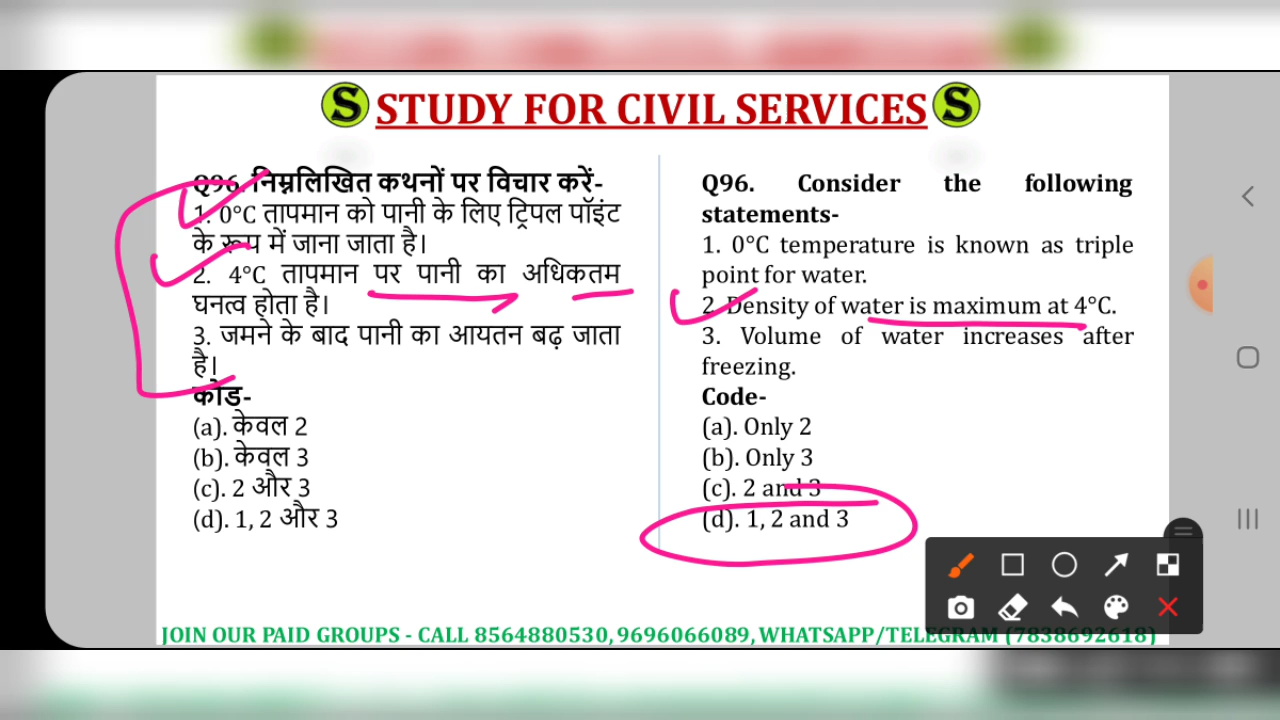 S STUDY FOR CIVIL SERVICES S
Q96. निम्नलिखित कथनों पर विचार करें-
1. 0°C तापमान को पानी के लिए ट्रिपल पॉइंट
के रूप में जाना जाता है।
2. 4°C तापमान पर पानी का अधिकतम
घनत्व होता है।
3. जमने के बाद पानी का आयतन बढ़ जाता
है।
कोड-
(a). केवल 2
(b). केवल 3
(c). 2 और 3
(d). 1, 2 और 3
Q96. Consider the following
statements-
1. 0°C temperature is known as triple
point for water.
2. Density of water is maximum at 4°C.
3. Volume of water increases after
freezing.
Code-
(a). Only 2
(b). Only 3
(c). 2 and 3
(d). 1, 2 and 3
JOIN OUR PAID GROUPS - CALL 8564880530, 9696066089, WHATSAPP/TELEGRAM (7838692618)